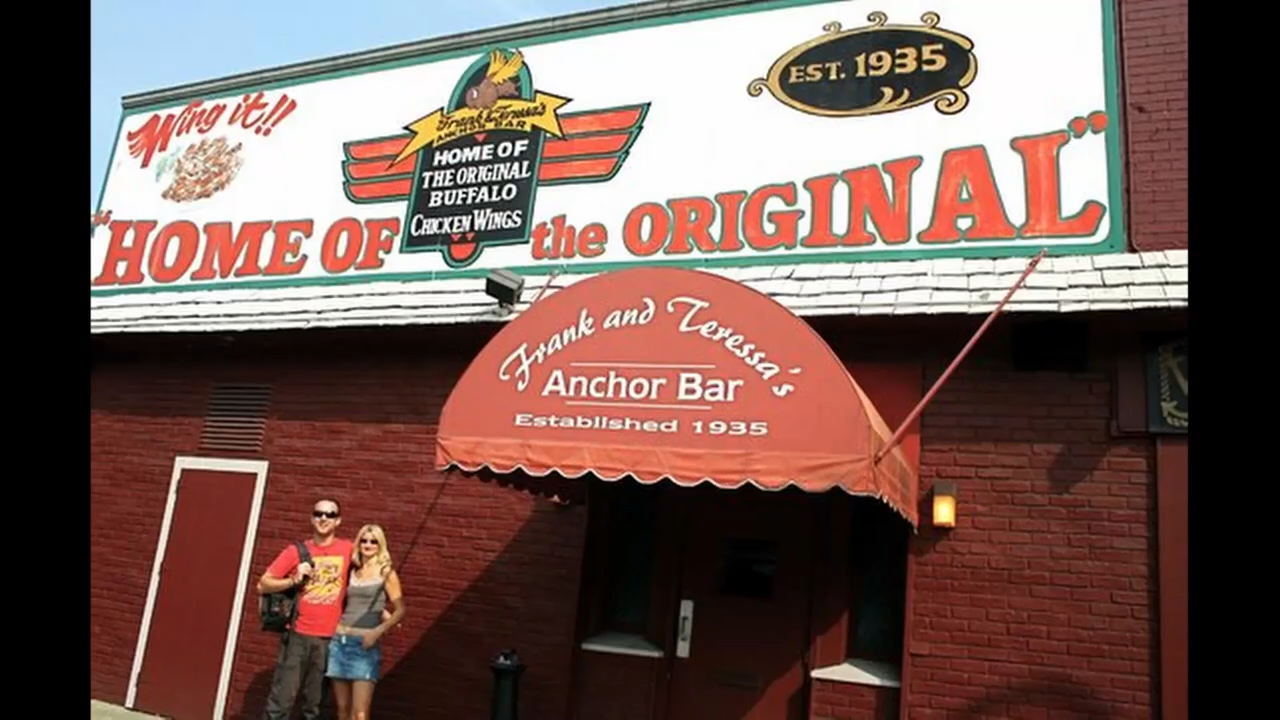 Wing it!!
Frank & Teressa's
ANCHOR BAR
HOME OF
THE ORIGINAL
BUFFALO
CHICKEN WINGS
EST. 1935
"HOME OF the ORIGINAL"
Frank and Teressa's
Anchor Bar
Established 1935